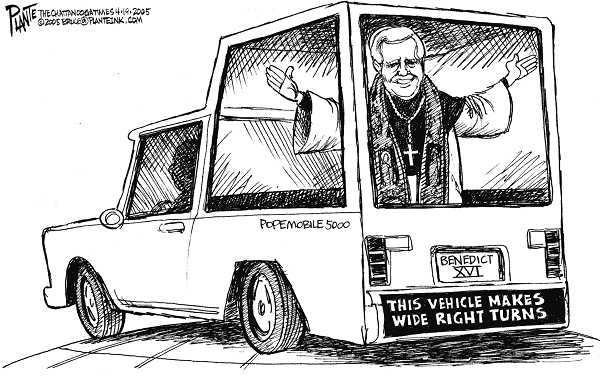 PLANTE
THE CHATTANOOGA TIMES 4.19.2005
©2005 BRUCE@PLANTEINK.COM
POPEMOBILE 5000
BENEDICT
XVI
THIS VEHICLE MAKES
WIDE RIGHT TURNS